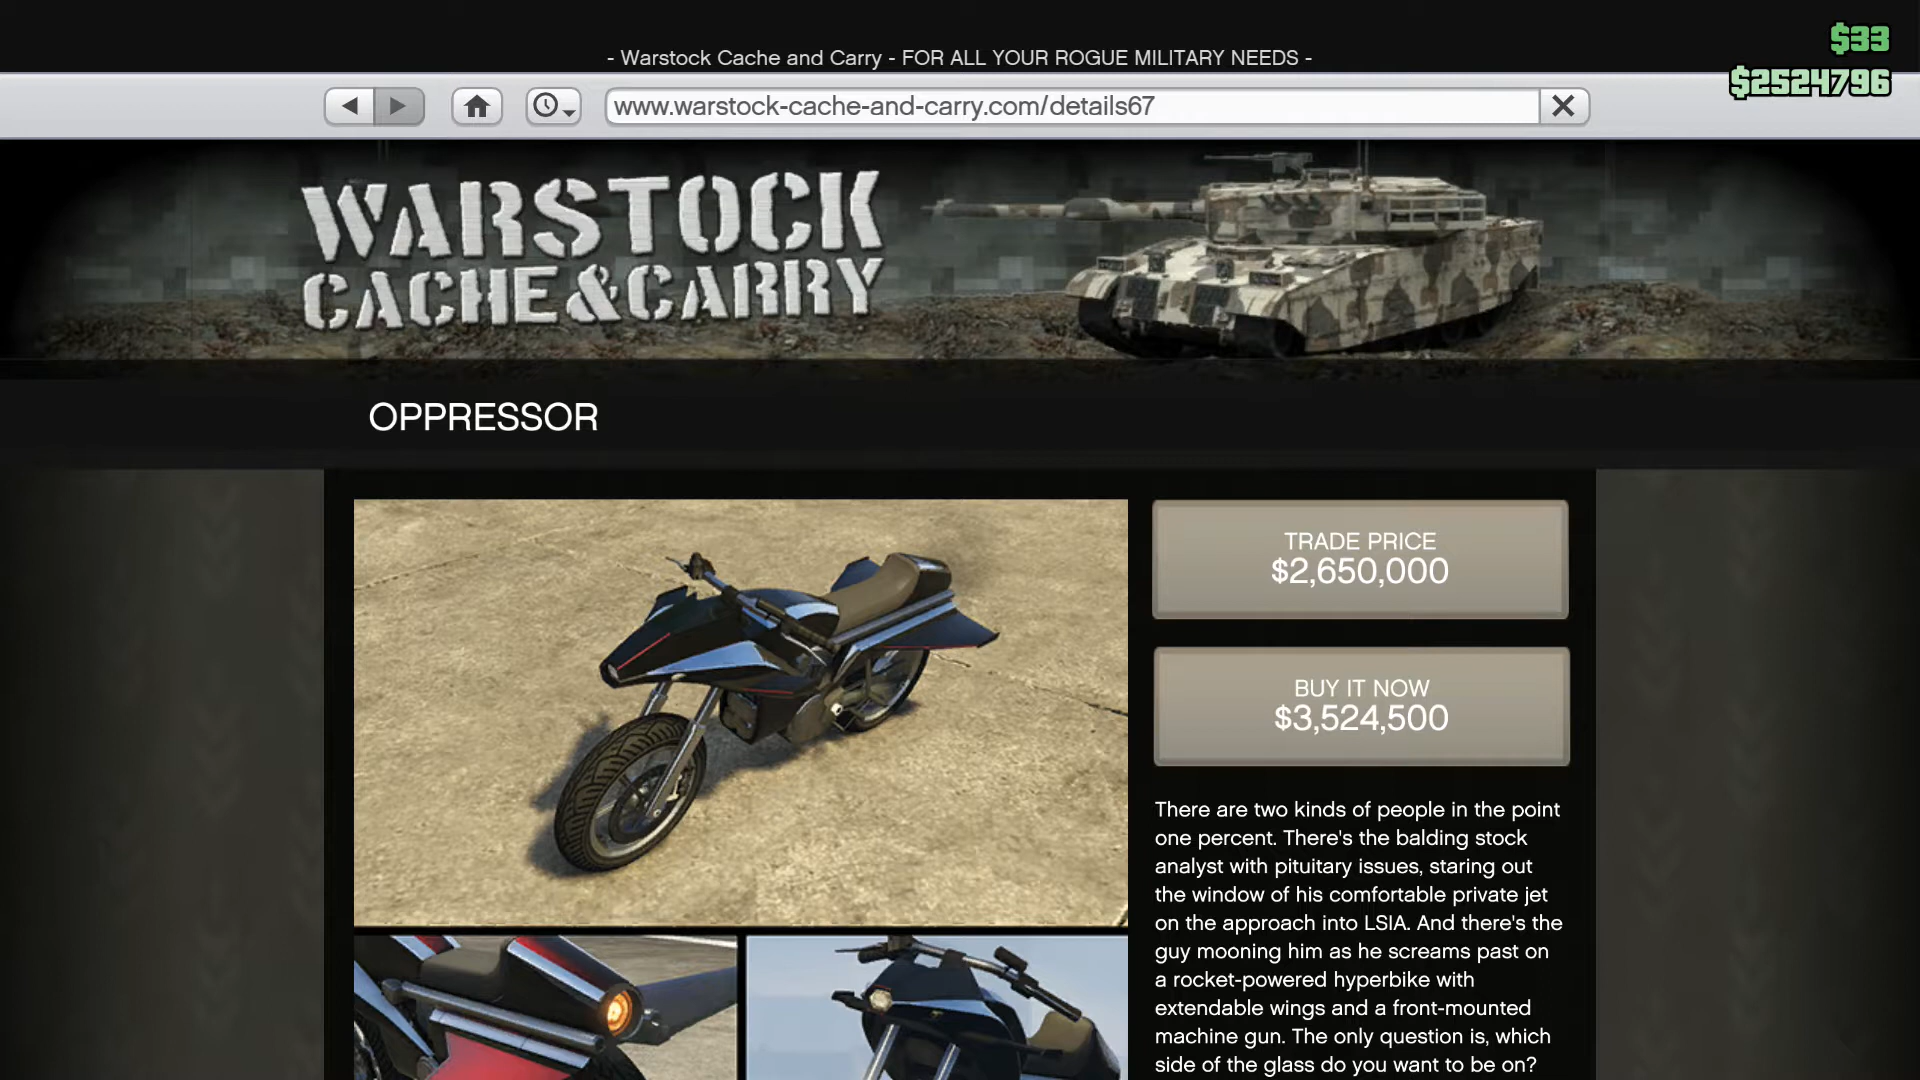 $33
- Warstock Cache and Carry - FOR ALL YOUR ROGUE MILITARY NEEDS -
$2524796
www.warstock-cache-and-carry.com/details67
WARSTOCK
CACHE&CARRY
OPPRESSOR
TRADE PRICE
$2,650,000
BUY IT NOW
$3,524,500
There are two kinds of people in the point
one percent. There's the balding stock
analyst with pituitary issues, staring out
the window of his comfortable private jet
on the approach into LSIA. And there's the
guy mooning him as he screams past on
a rocket-powered hyperbike with
extendable wings and a front-mounted
machine gun. The only question is, which
side of the glass do you want to be on?